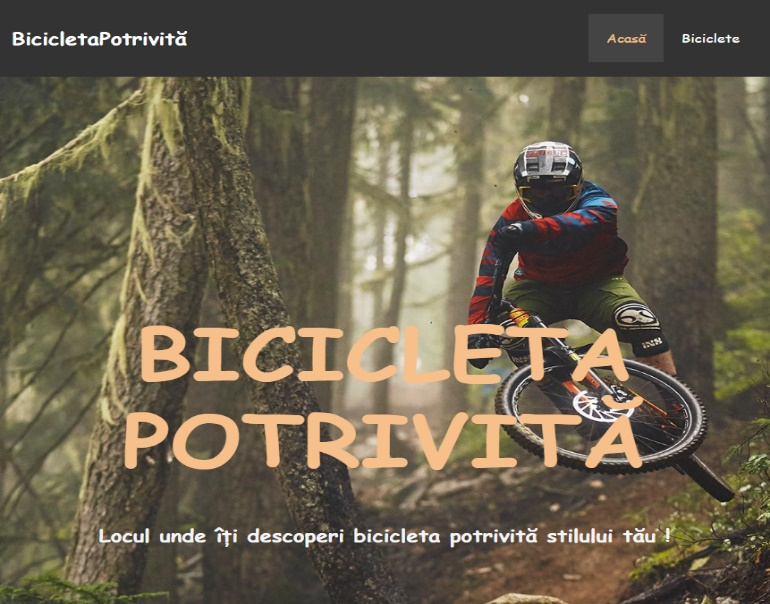 BicicletaPotrivită
Acasă Biciclete
BICICLETA
POTRIVITĂ
Locul unde îți descoperi bicicleta potrivită stilului tău !